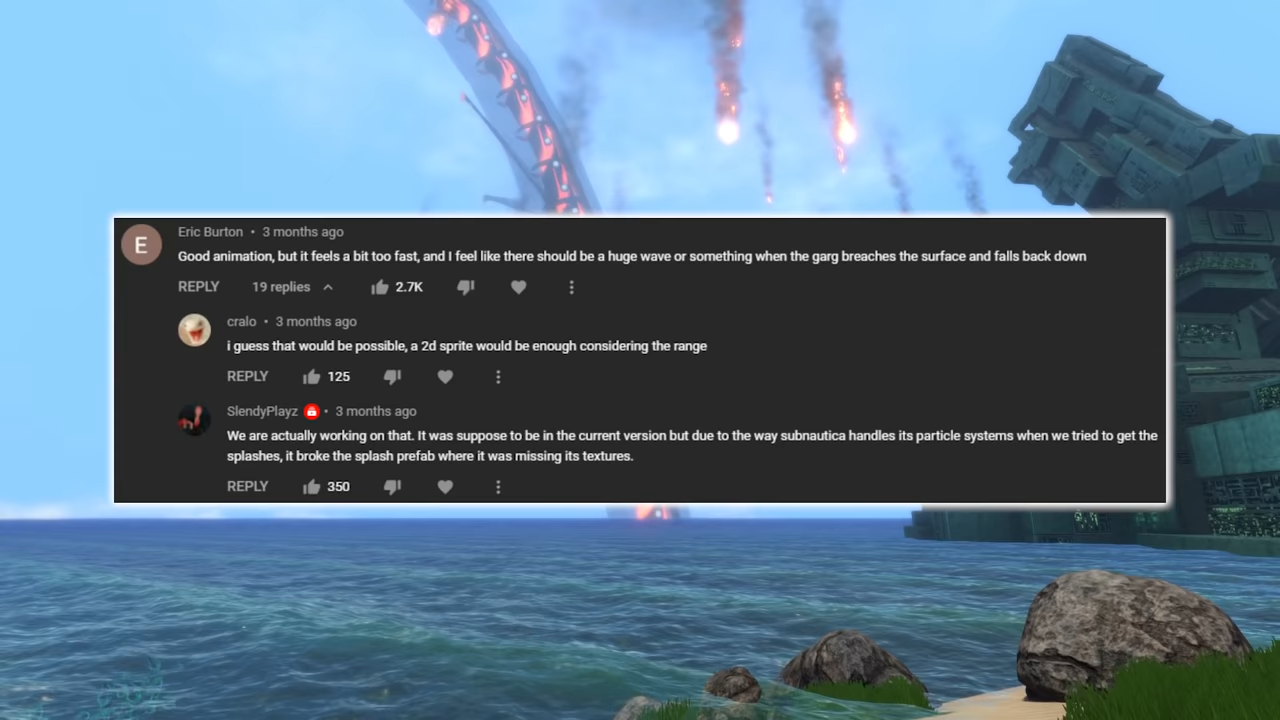 E
Eric Burton • 3 months ago
Good animation, but it feels a bit too fast, and I feel like there should be a huge wave or something when the garg breaches the surface and falls back down
REPLY 19 replies 2.7K
cralo • 3 months ago
i guess that would be possible, a 2d sprite would be enough considering the range
REPLY 125
SlendyPlayz • 3 months ago
We are actually working on that. It was suppose to be in the current version but due to the way subnautica handles its particle systems when we tried to get the
splashes, it broke the splash prefab where it was missing its textures.
REPLY 350